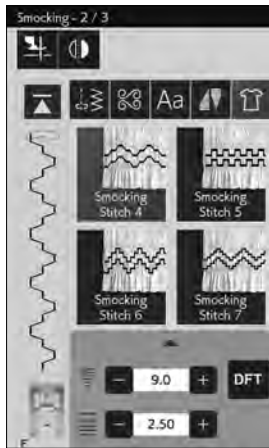 Smocking - 2 / 3
Aa
Smocking
Stitch 4
Smocking
Stitch 5
Smocking
Stitch 6
Smocking
Stitch 7
− 9.0 +
DFT
− 2.50 +
F